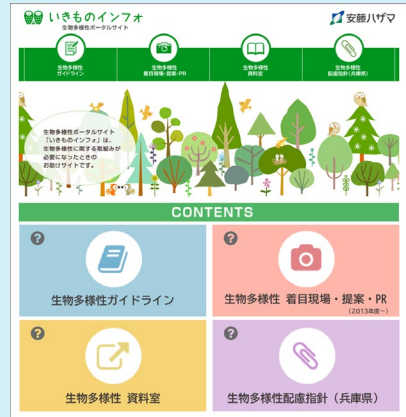 いきものインフォ
生物多様性ポータルサイト
安藤ハザマ
生物多様性
ガイドライン
生物多様性
着目現場・提案・PR
生物多様性
資料室
生物多様性
配慮指針(兵庫県)
生物多様性ポータルサイト
「いきものインフォ」は、
生物多様性に関する取組みが
必要になったときの
お助けサイトです。
CONTENTS
?
生物多様性ガイドライン
?
生物多様性 着目現場・提案・PR
(2013年度~)
?
生物多様性 資料室
?
生物多様性配慮指針(兵庫県)